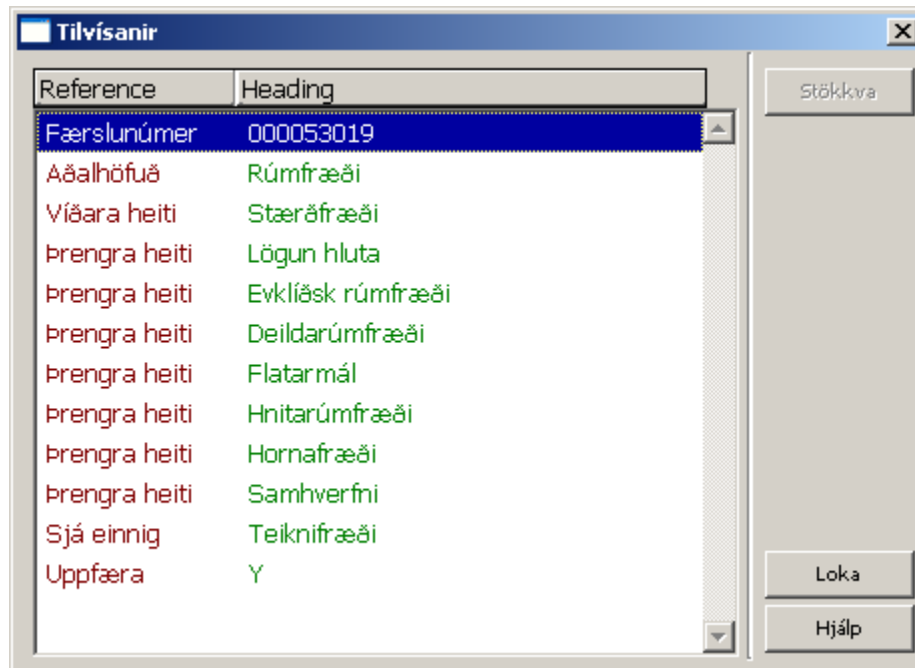 Tilvísanir
Reference Heading
Færslunúmer 000053019
Aðalhöfuð Rúmfræði
Víðara heiti Stærðfræði
Þrengra heiti Lögun hluta
Þrengra heiti Evklíðsk rúmfræði
Þrengra heiti Deildarúmfræði
Þrengra heiti Flatarmál
Þrengra heiti Hnitarúmfræði
Þrengra heiti Hornafræði
Þrengra heiti Samhverfni
Sjá einnig Teiknifræði
Uppfæra Y
Stökkva
Loka
Hjálp